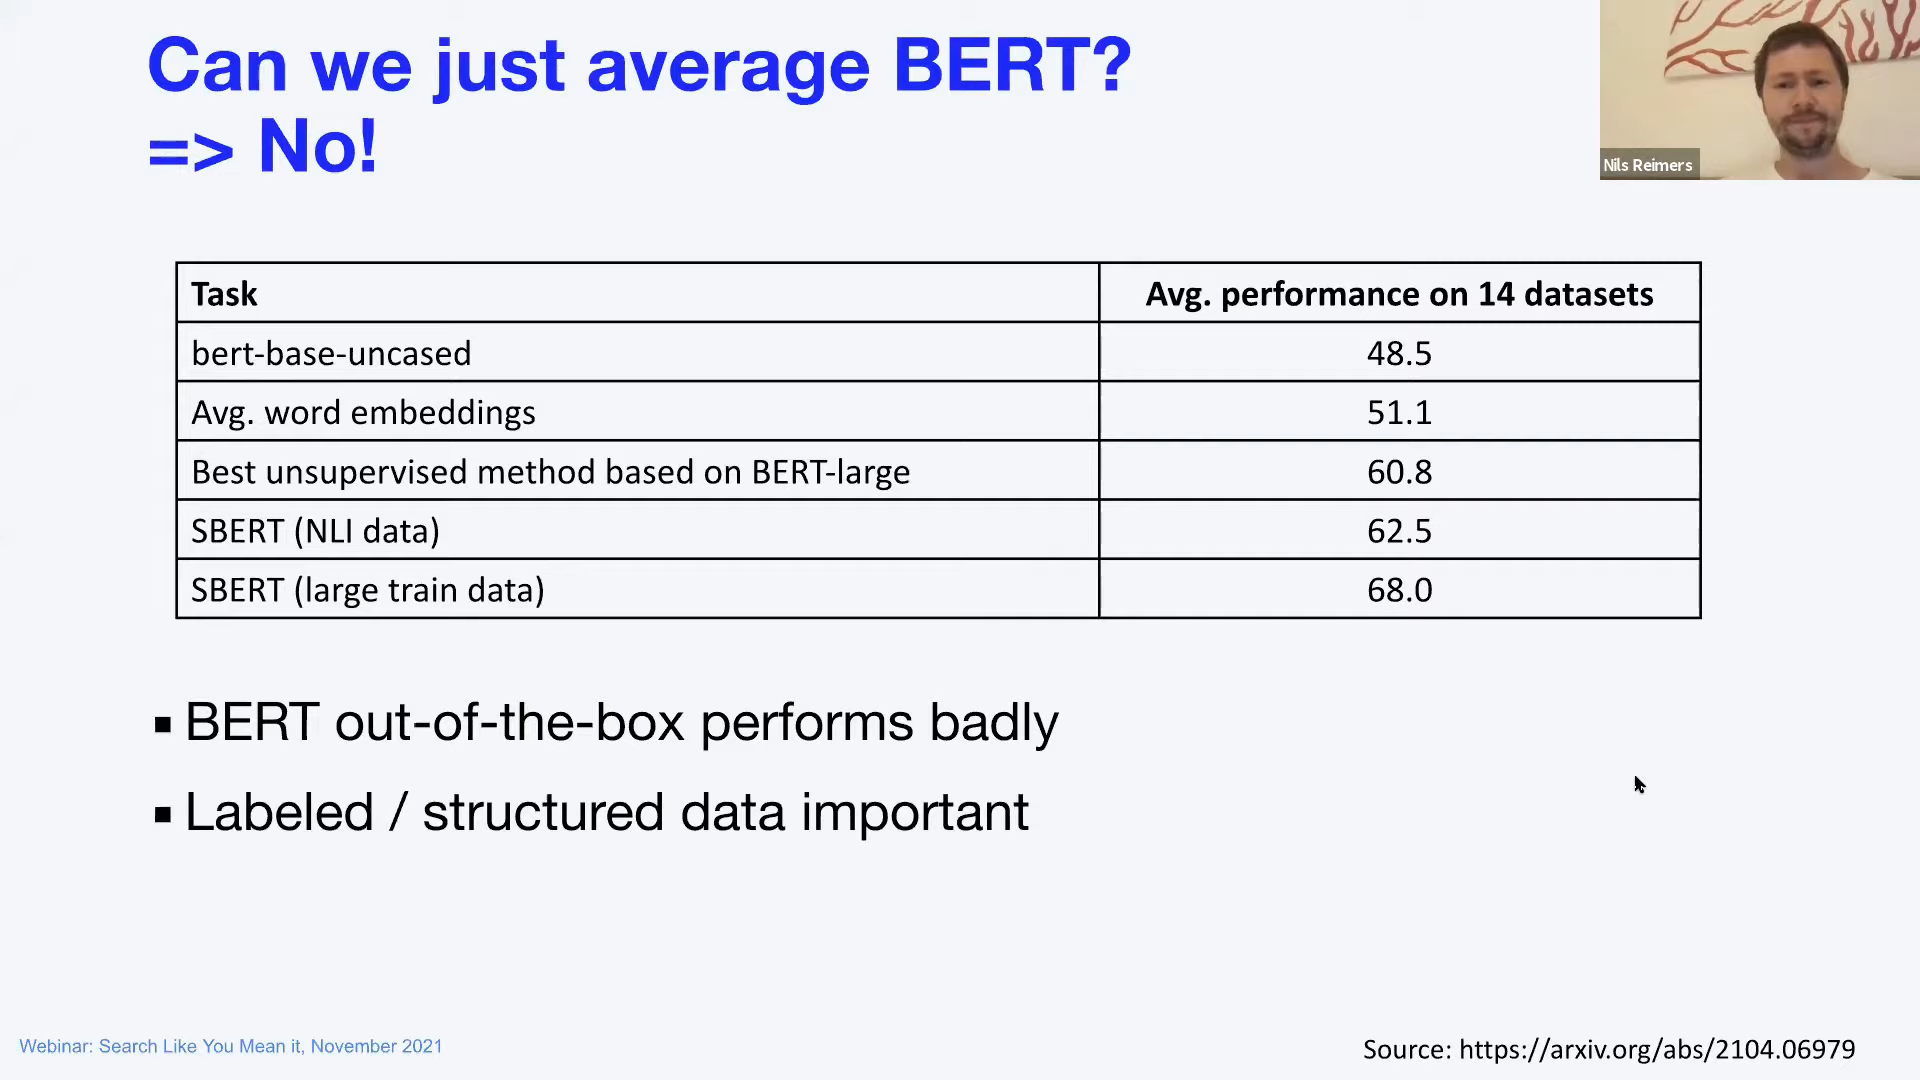 Can we just average BERT?
=> No!
Nils Reimers
Task Avg. performance on 14 datasets
bert-base-uncased 48.5
Avg. word embeddings 51.1
Best unsupervised method based on BERT-large 60.8
SBERT (NLI data) 62.5
SBERT (large train data) 68.0
▪ BERT out-of-the-box performs badly
▪ Labeled / structured data important
Webinar: Search Like You Mean it, November 2021
Source: https://arxiv.org/abs/2104.06979